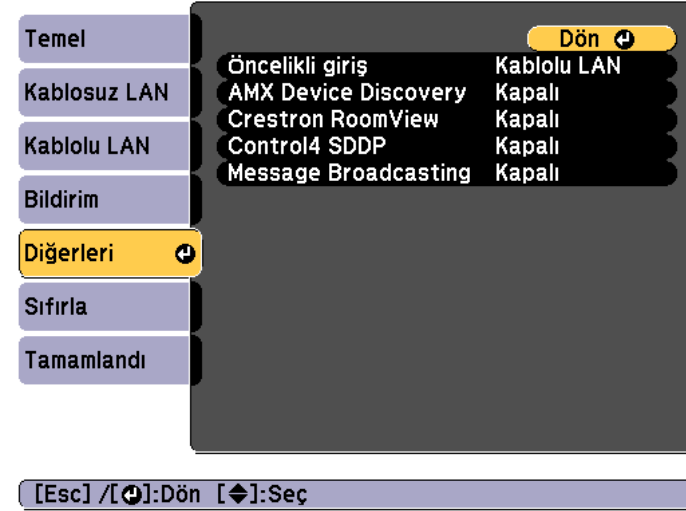 Temel
Kablosuz LAN
Kablolu LAN
Bildirim
Diğerleri
Sıfırla
Tamamlandı
Dön
Öncelikli giriş Kablolu LAN
AMX Device Discovery Kapalı
Crestron RoomView Kapalı
Control4 SDDP Kapalı
Message Broadcasting Kapalı
[Esc] /[⏎]:Dön [◆]:Seç